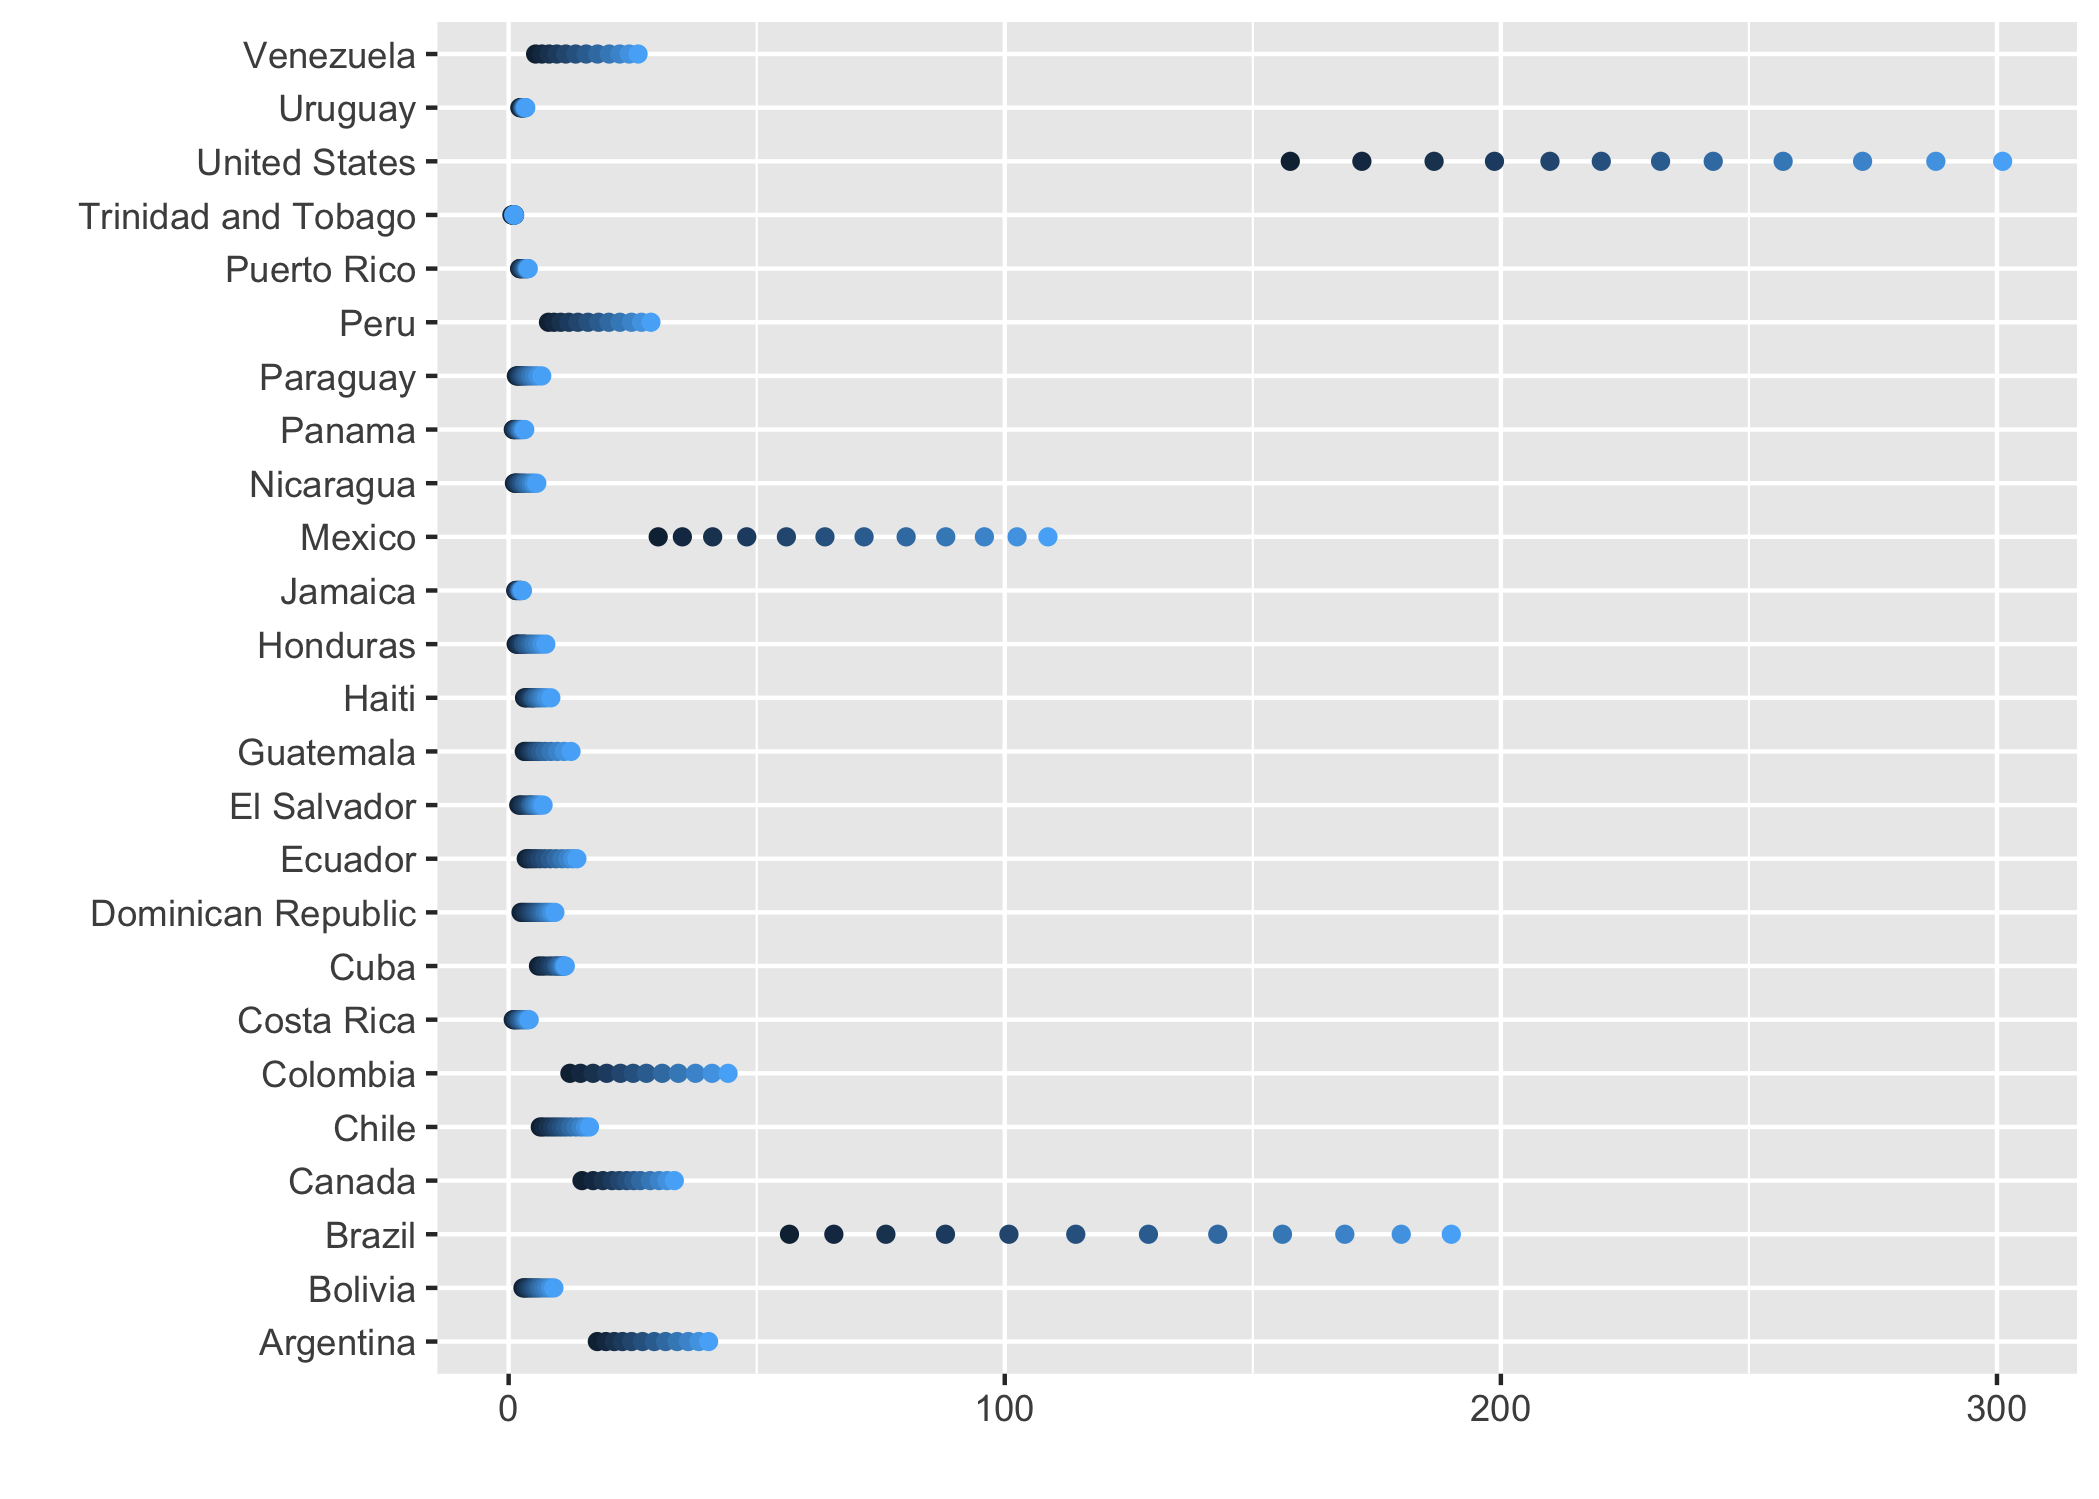 Venezuela
Uruguay
United States
Trinidad and Tobago
Puerto Rico
Peru
Paraguay
Panama
Nicaragua
Mexico
Jamaica
Honduras
Haiti
Guatemala
El Salvador
Ecuador
Dominican Republic
Cuba
Costa Rica
Colombia
Chile
Canada
Brazil
Bolivia
Argentina
0 100 200 300